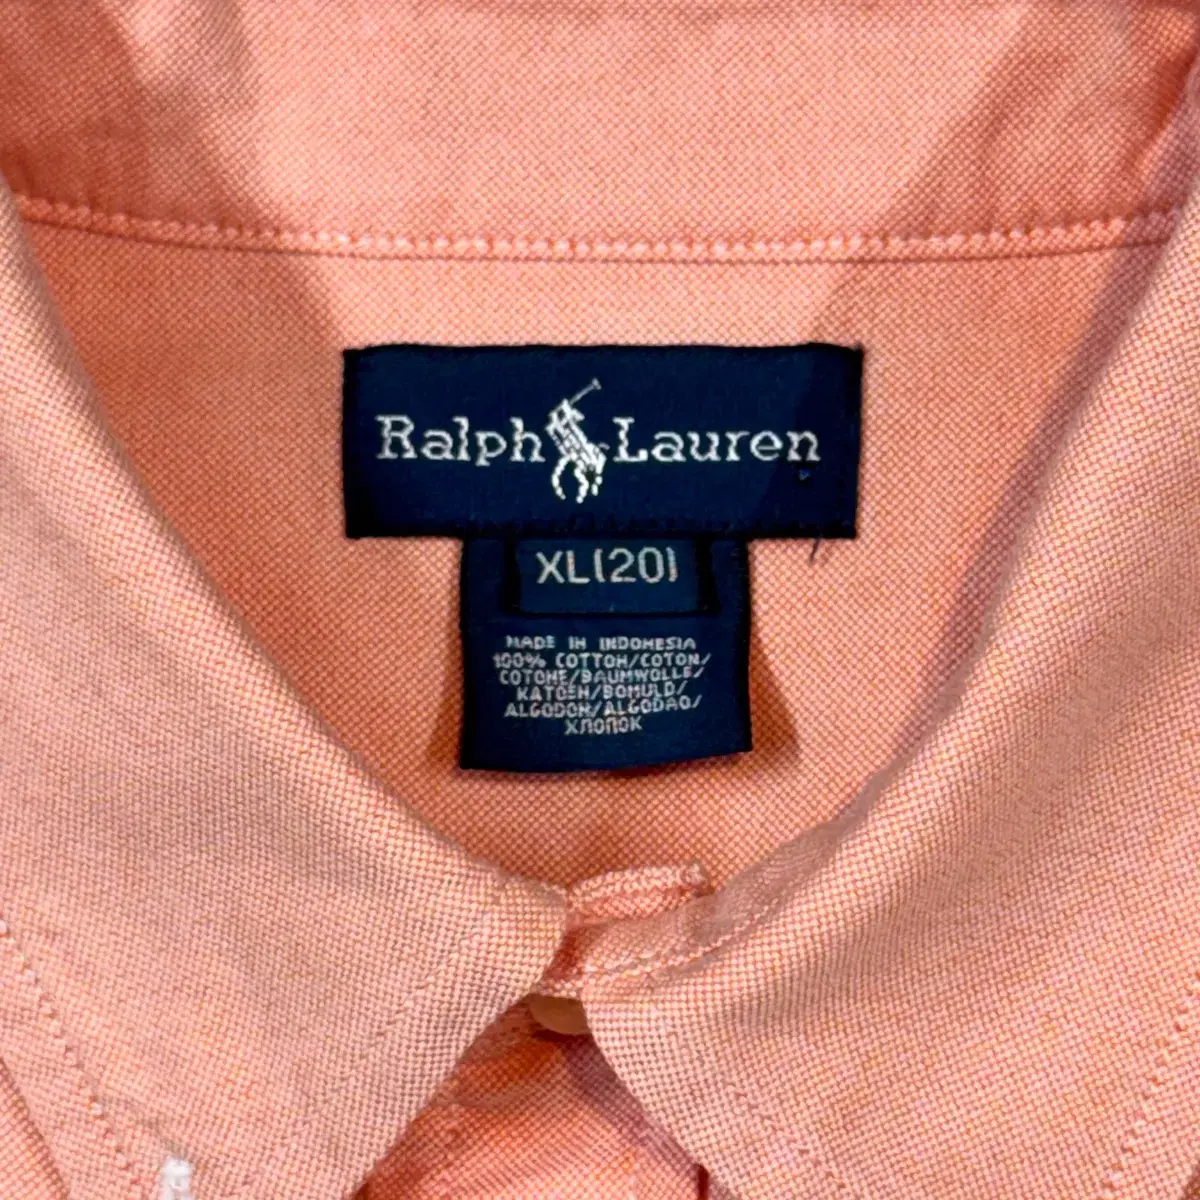 Ralph Lauren
XL(20)
MADE IN INDONESIA
100% COTTON/COTON/
COTONE/BAUMWOLLE/
KATOEN/BOMULD/
ALGODON/ALGODAO/
ХЛОПОК